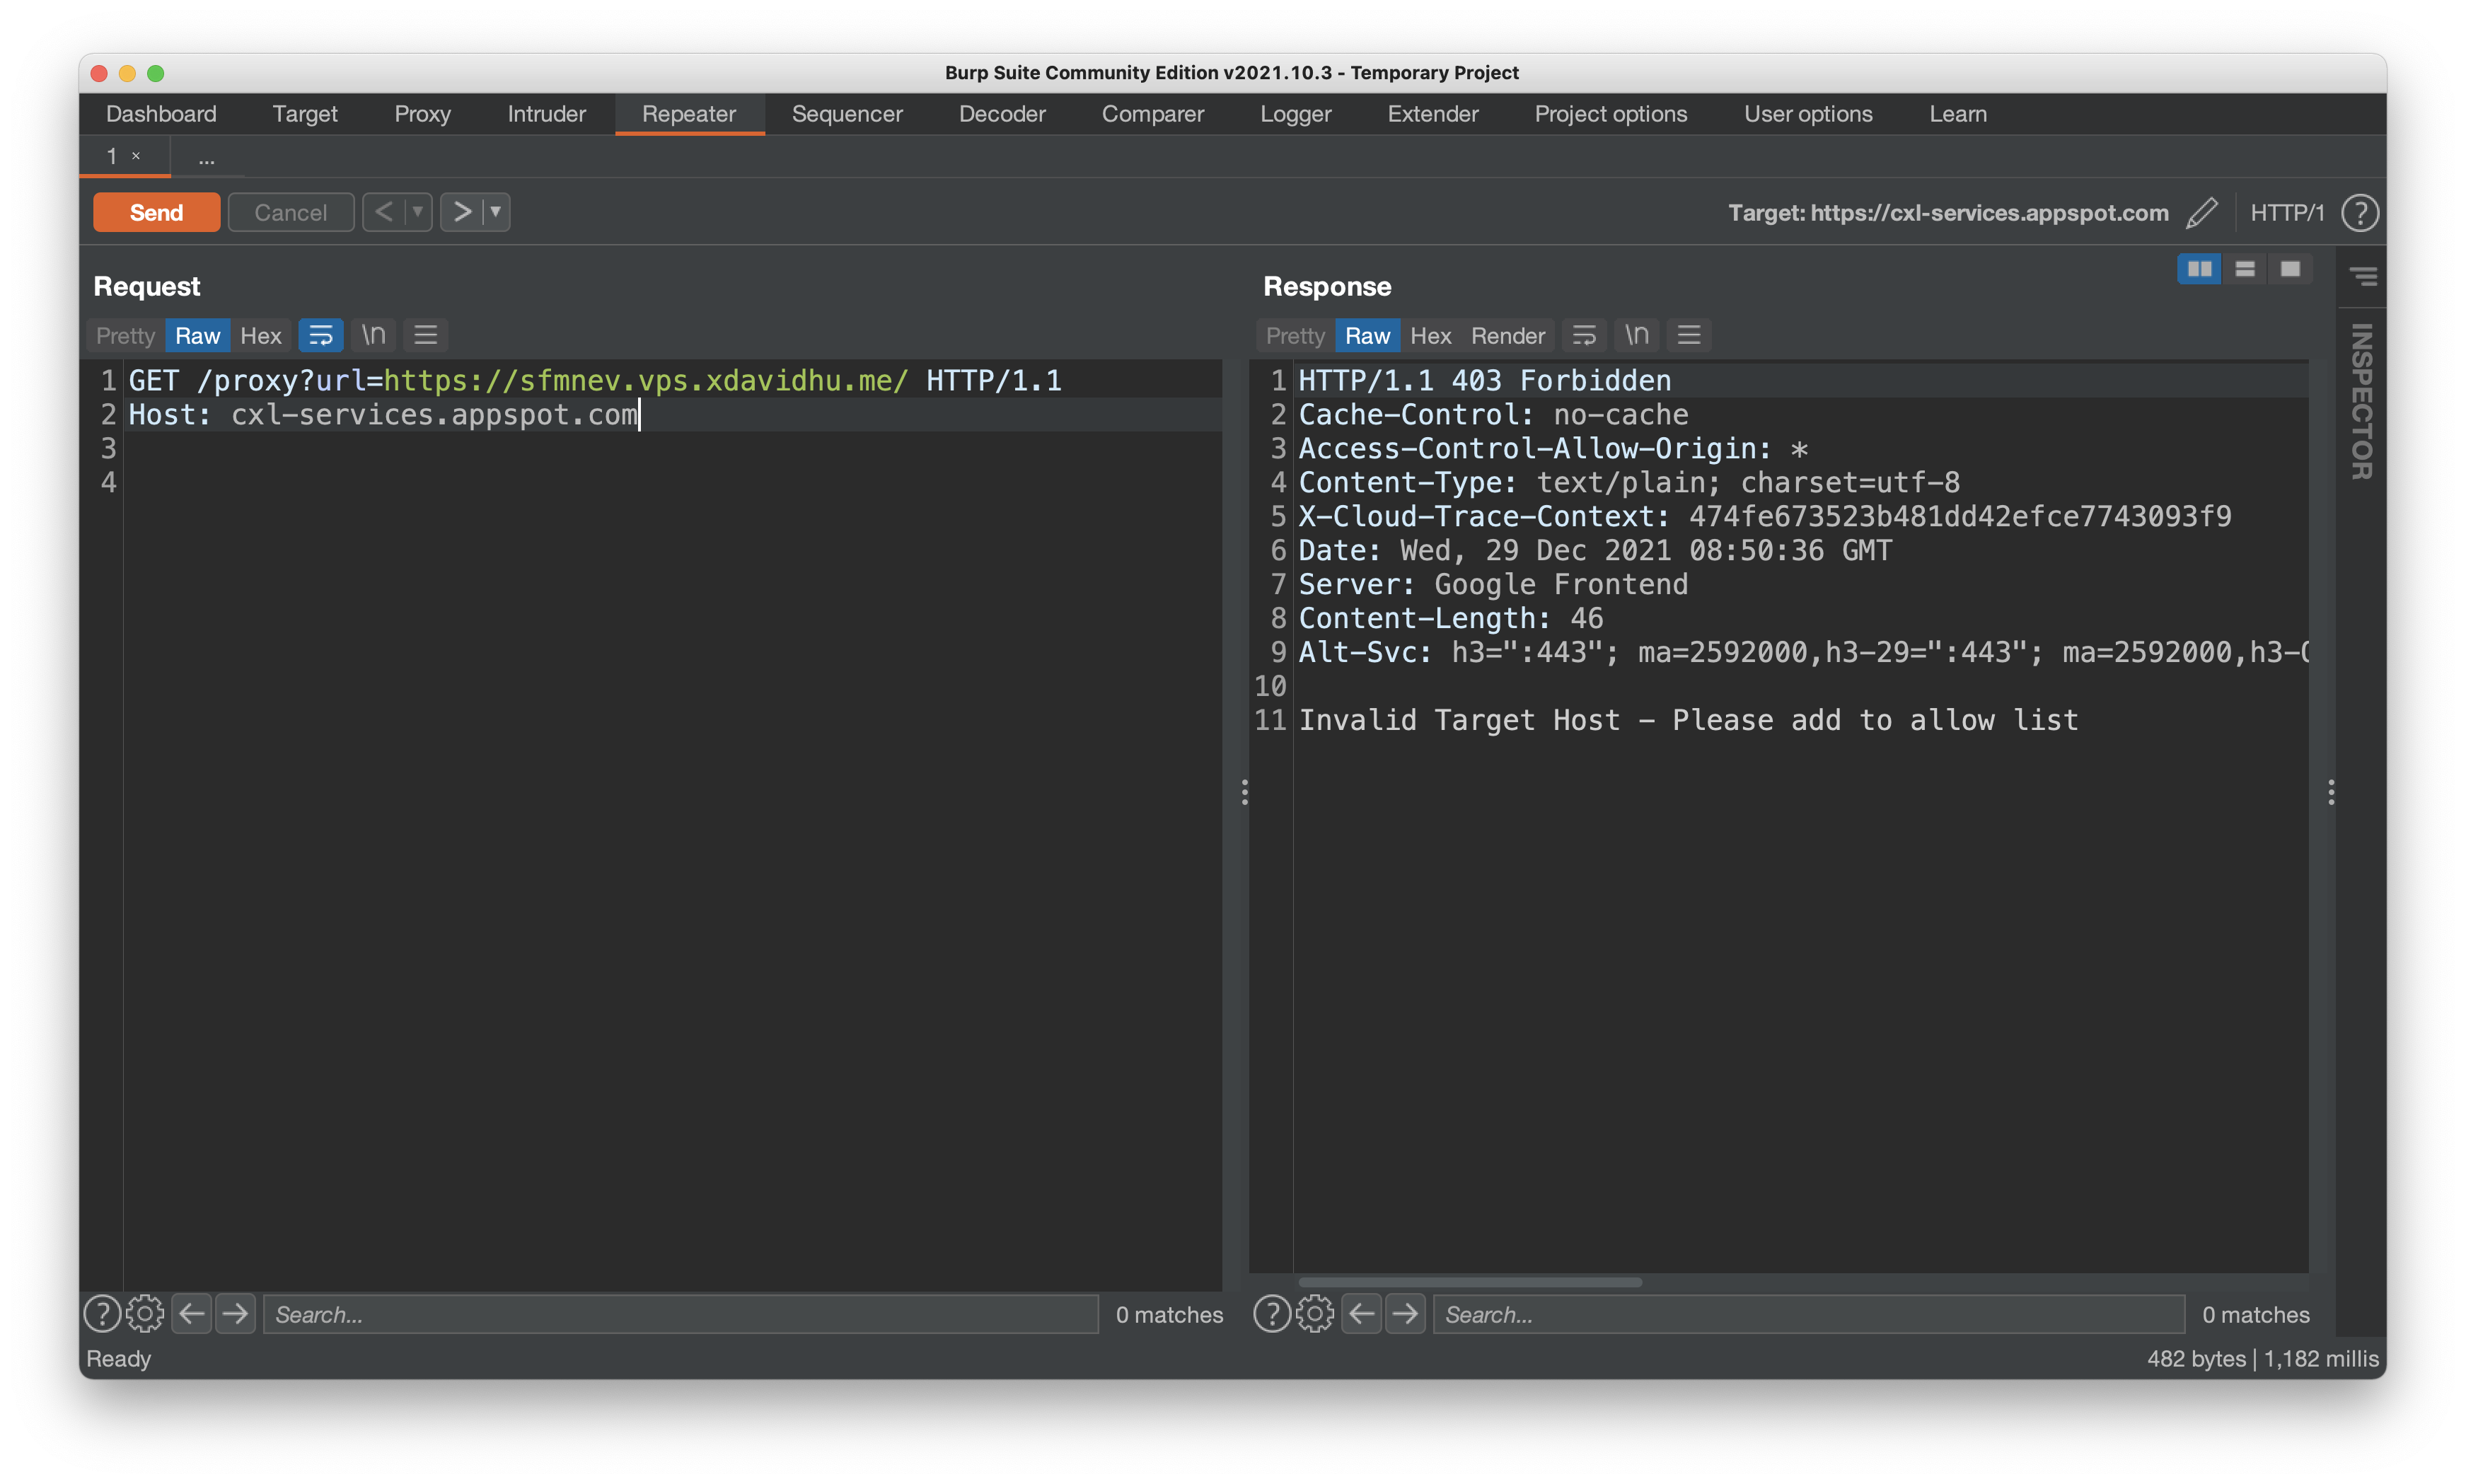 Burp Suite Community Edition v2021.10.3 - Temporary Project
Dashboard Target Proxy Intruder Repeater Sequencer Decoder Comparer Logger Extender Project options User options Learn
1 × ...
Send Cancel < > Target: https://cxl-services.appspot.com HTTP/1 ?
Request
Pretty Raw Hex \n
1 GET /proxy?url=https://sfmnev.vps.xdavidhu.me/ HTTP/1.1
2 Host: cxl-services.appspot.com
3
4
? Search... 0 matches
Response
Pretty Raw Hex Render \n
1 HTTP/1.1 403 Forbidden
2 Cache-Control: no-cache
3 Access-Control-Allow-Origin: *
4 Content-Type: text/plain; charset=utf-8
5 X-Cloud-Trace-Context: 474fe673523b481dd42efce7743093f9
6 Date: Wed, 29 Dec 2021 08:50:36 GMT
7 Server: Google Frontend
8 Content-Length: 46
9 Alt-Svc: h3=":443"; ma=2592000,h3-29=":443"; ma=2592000,h3-
10
11 Invalid Target Host - Please add to allow list
? Search... 0 matches
INSPECTOR
Ready 482 bytes | 1,182 millis